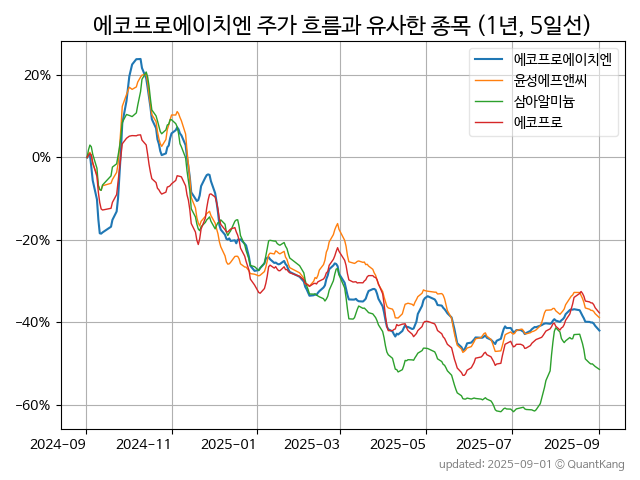 에코프로에이치엔 주가 흐름과 유사한 종목 (1년, 5일선)
에코프로에이치엔
윤성에프앤씨
삼아알미늄
에코프로
20%
0%
−20%
−40%
−60%
2024-09
2024-11
2025-01
2025-03
2025-05
2025-07
2025-09
updated: 2025-09-01 © QuantKang